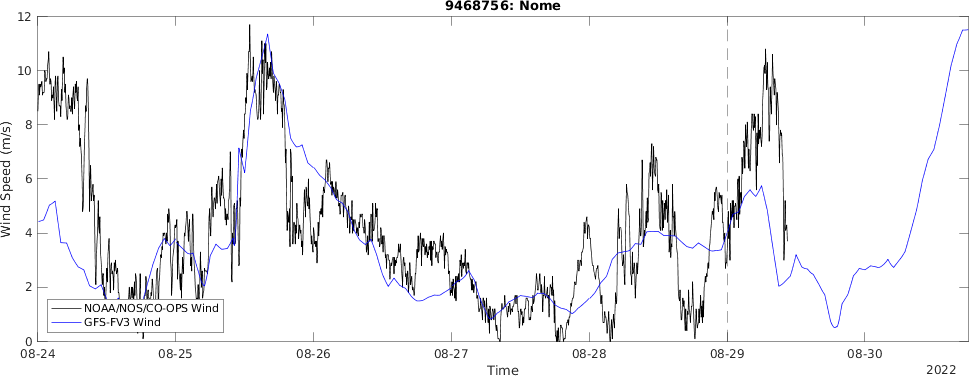 9468756: Nome
12
10
8
6
4
2
0
Wind Speed (m/s)
NOAA/NOS/CO-OPS Wind
GFS-FV3 Wind
08-24 08-25 08-26 08-27 08-28 08-29 08-30
Time
2022